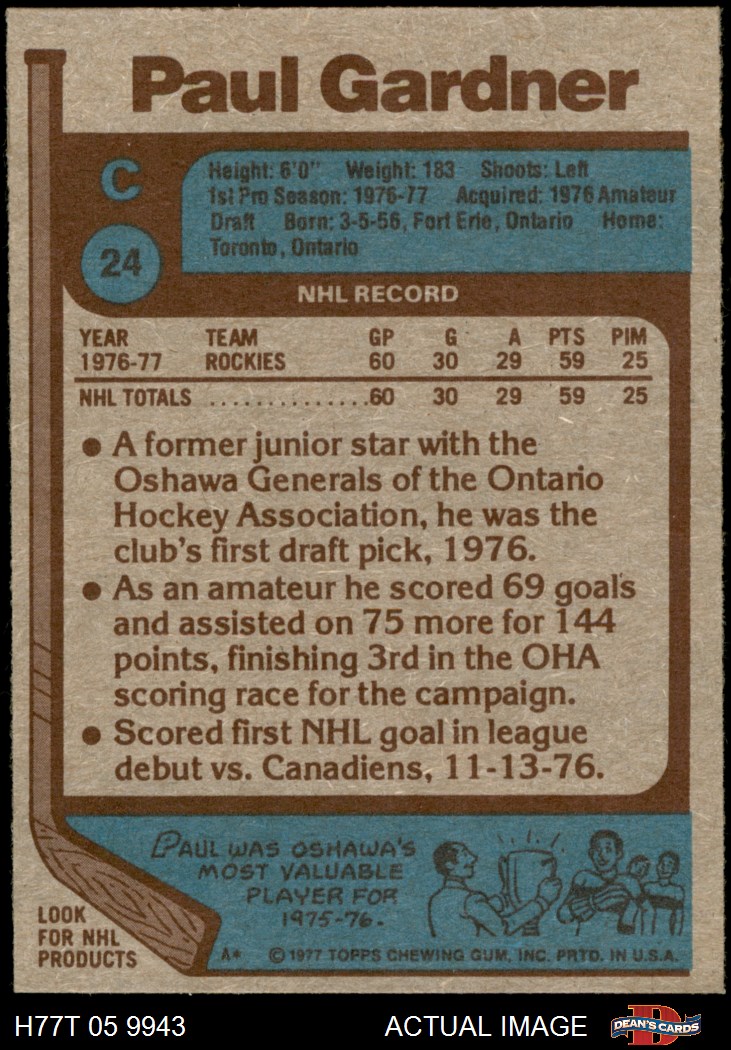 Paul Gardner
C
24
Height: 6'0" Weight: 183 Shoots: Left
1st Pro Season: 1976-77 Acquired: 1976 Amateur
Draft Born: 3-5-56, Fort Erie, Ontario Home:
Toronto, Ontario
NHL RECORD
YEAR TEAM GP G A PTS PIM
1976-77 ROCKIES 60 30 29 59 25
NHL TOTALS ..............60 30 29 59 25
● A former junior star with the
Oshawa Generals of the Ontario
Hockey Association, he was the
club's first draft pick, 1976.
● As an amateur he scored 69 goals
and assisted on 75 more for 144
points, finishing 3rd in the OHA
scoring race for the campaign.
● Scored first NHL goal in league
debut vs. Canadiens, 11-13-76.
PAUL WAS OSHAWA'S
MOST VALUABLE
PLAYER FOR
1975-76.
LOOK
FOR NHL
PRODUCTS
A* © 1977 TOPPS CHEWING GUM, INC. PRTD. IN U.S.A.
H77T 05 9943 ACTUAL IMAGE D DEAN'S CARDS